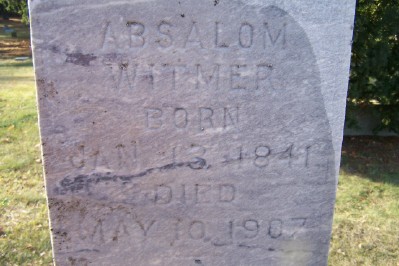 ABSALOM
WITMER
BORN
JAN. 13, 1841
DIED
MAY 10, 1907